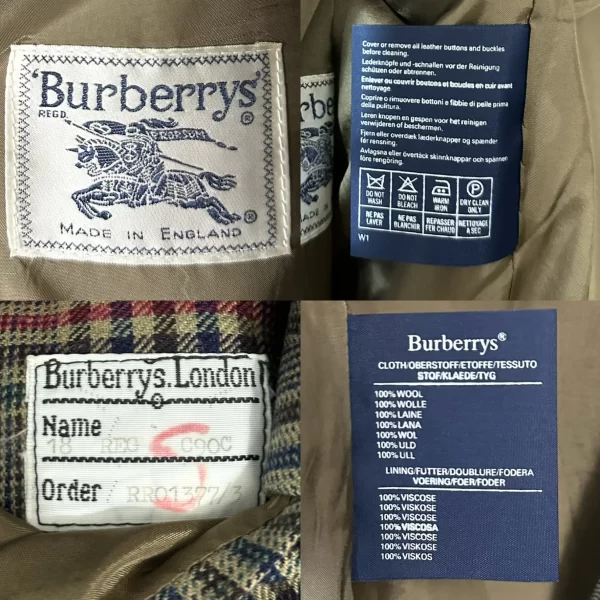 'Burberrys'
REGD.
PRORSUM
®
®
MADE IN ENGLAND
Cover or remove all leather buttons and buckles
before cleaning.
Lederknöpfe und -schnallen vor der Reinigung
schützen oder abtrennen.
Enlever ou couvrir boutons et boucles en cuir avant
nettoyage
Coprire o rimuovere bottoni e fibbie di pelle prima
della pulitura.
Leren knopen en gespen voor het reinigen
verwijderen of beschermen.
Fjern eller overdæk læderknapper og spænder
før rensning.
Avlägsna eller övertäck skinnknappar och spännen
före rengöring.
P
DO NOT WASH
DO NOT BLEACH
WARM IRON
DRY CLEAN ONLY
NE PAS LAVER
NE PAS BLANCHIR
REPASSER FER CHAUD
NETTOYAGE A SEC
W1
Burberrys.London
Name
18 REG C90C
S
Order RRO1377/3
Burberrys®
CLOTH/OBERSTOFF/ETOFFE/TESSUTO
STOF/KLAEDE/TYG
100% WOOL
100% WOLLE
100% LAINE
100% LANA
100% WOL
100% ULD
100% ULL
LINING/FUTTER/DOUBLURE/FODERA
VOERING/FOER/FODER
100% VISCOSE
100% VISKOSE
100% VISCOSE
100% VISCOSA
100% VISCOSE
100% VISKOSE
100% VISKOS